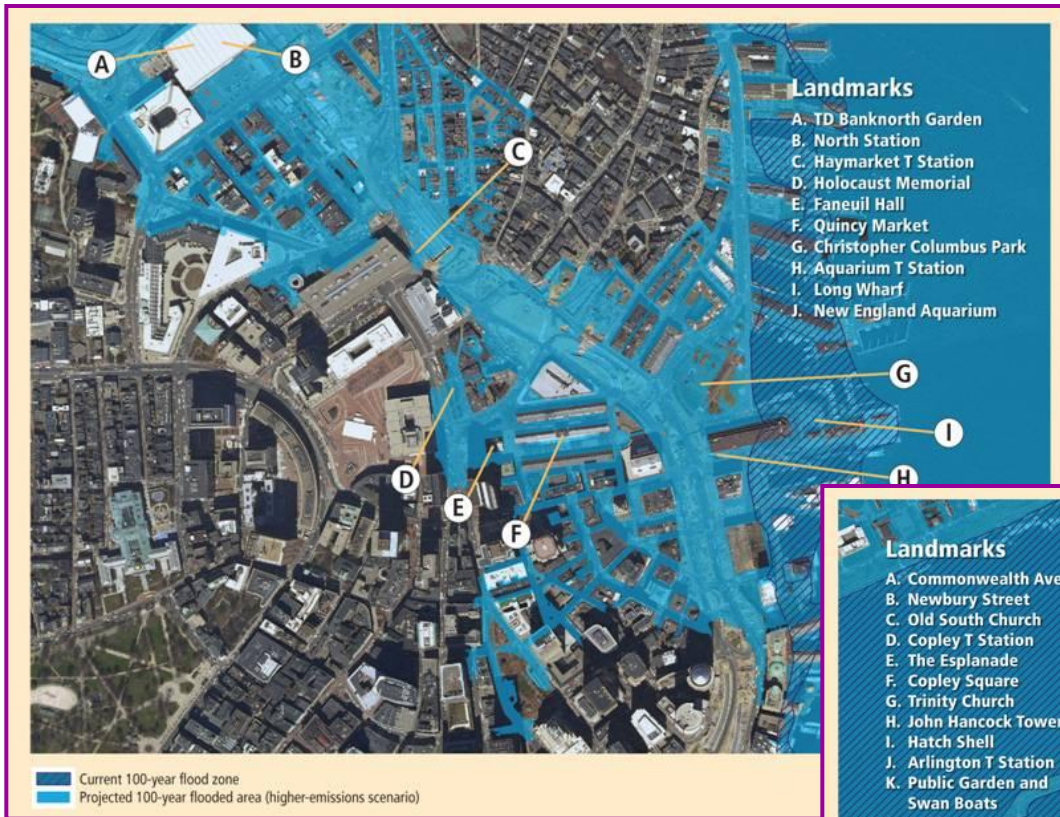 A
B
C
D
E
F
G
I
H
Landmarks
A. TD Banknorth Garden
B. North Station
C. Haymarket T Station
D. Holocaust Memorial
E. Faneuil Hall
F. Quincy Market
G. Christopher Columbus Park
H. Aquarium T Station
I. Long Wharf
J. New England Aquarium
Current 100-year flood zone
Projected 100-year flooded area (higher-emissions scenario)
Landmarks
A. Commonwealth Ave
B. Newbury Street
C. Old South Church
D. Copley T Station
E. The Esplanade
F. Copley Square
G. Trinity Church
H. John Hancock Tower
I. Hatch Shell
J. Arlington T Station
K. Public Garden and
Swan Boats